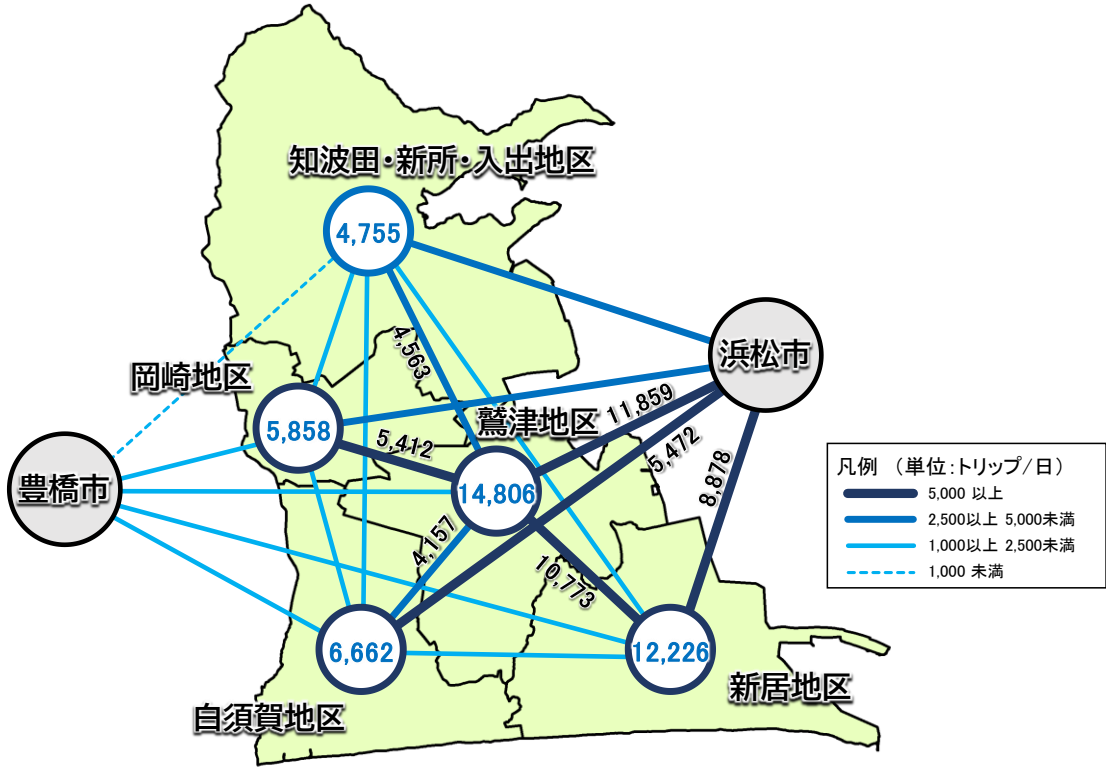 知波田・新所・入出地区
4,755
4,563
浜松市
岡崎地区
5,858
5,412
鷲津地区
11,859
5,472
8,878
豊橋市
14,806
4,157
10,773
6,662
12,226
白須賀地区
新居地区
凡例 （単位:トリップ/日）
5,000 以上
2,500以上 5,000未満
1,000以上 2,500未満
1,000 未満